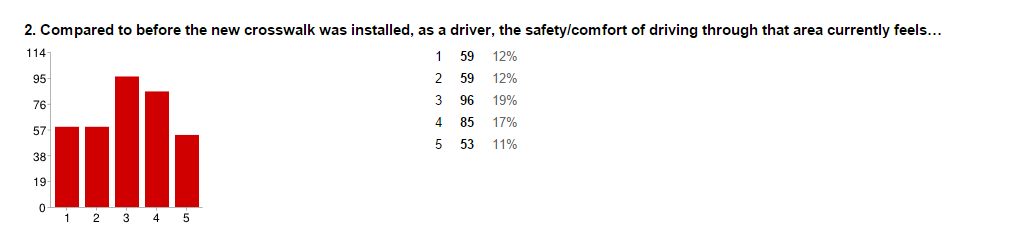 2. Compared to before the new crosswalk was installed, as a driver, the safety/comfort of driving through that area currently feels…
114
95
76
57
38
19
0
1 2 3 4 5
1 59 12%
2 59 12%
3 96 19%
4 85 17%
5 53 11%